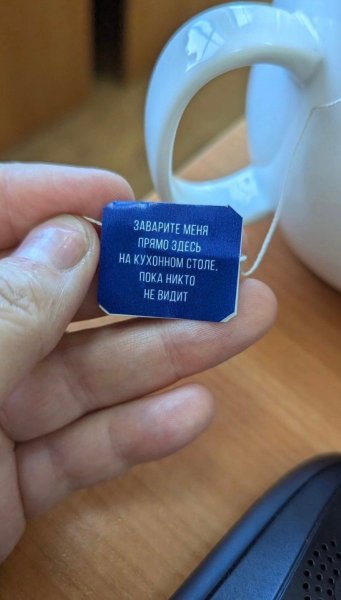 ЗАВАРИТЕ МЕНЯ
ПРЯМО ЗДЕСЬ
НА КУХОННОМ СТОЛЕ,
ПОКА НИКТО
НЕ ВИДИТ